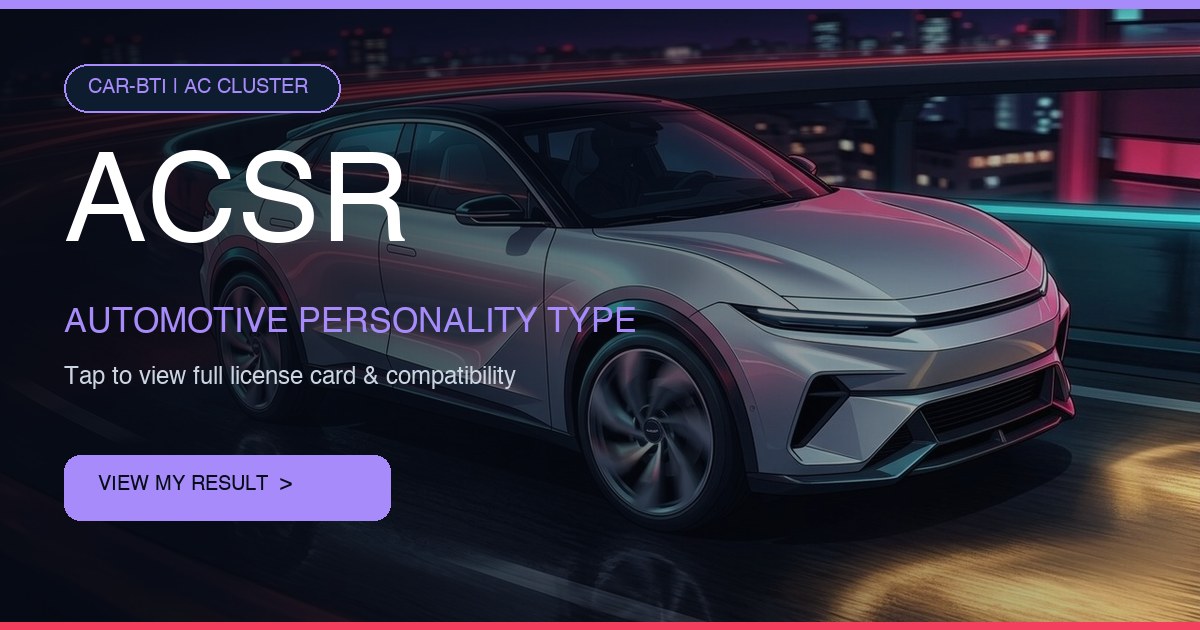 CAR-BTI | AC CLUSTER
ACSR
AUTOMOTIVE PERSONALITY TYPE
Tap to view full license card & compatibility
VIEW MY RESULT >